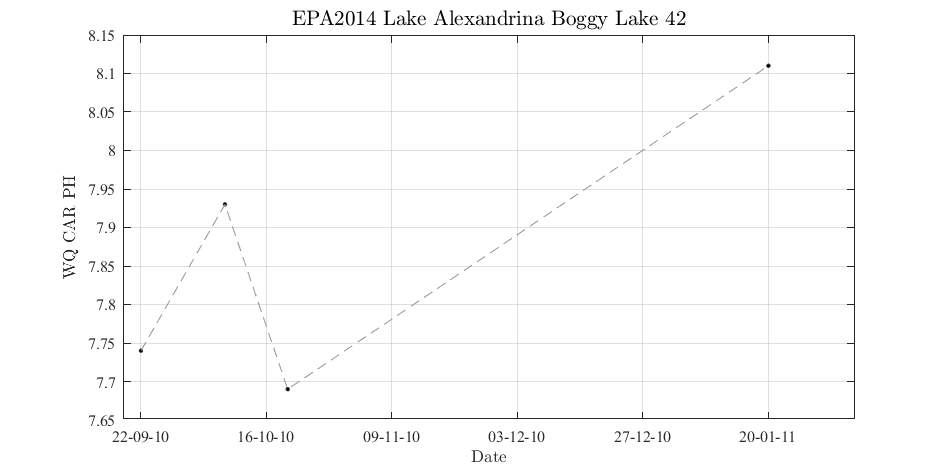 EPA2014 Lake Alexandrina Boggy Lake 42
8.15
8.1
8.05
8
7.95
7.9
7.85
7.8
7.75
7.7
7.65
WQ CAR PH
22-09-10 16-10-10 09-11-10 03-12-10 27-12-10 20-01-11
Date